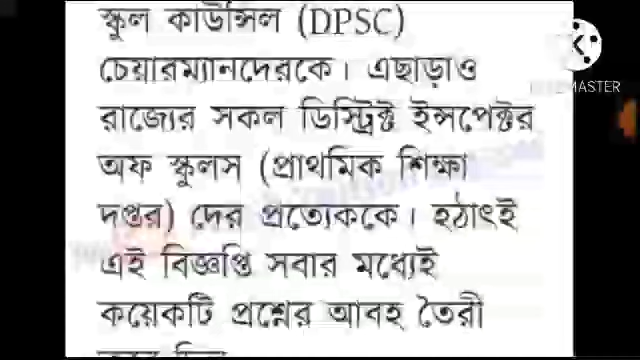 স্কুল কাউন্সিল (DPSC)
চেয়ারম্যানদেরকে। এছাড়াও
রাজ্যের সকল ডিস্ট্রিক্ট ইন্সপেক্টর
অফ স্কুলস (প্রাথমিক শিক্ষা
দপ্তর) দের প্রত্যেককে। হঠাৎই
এই বিজ্ঞপ্তি সবার মধ্যেই
কয়েকটি প্রশ্নের আবহ তৈরী